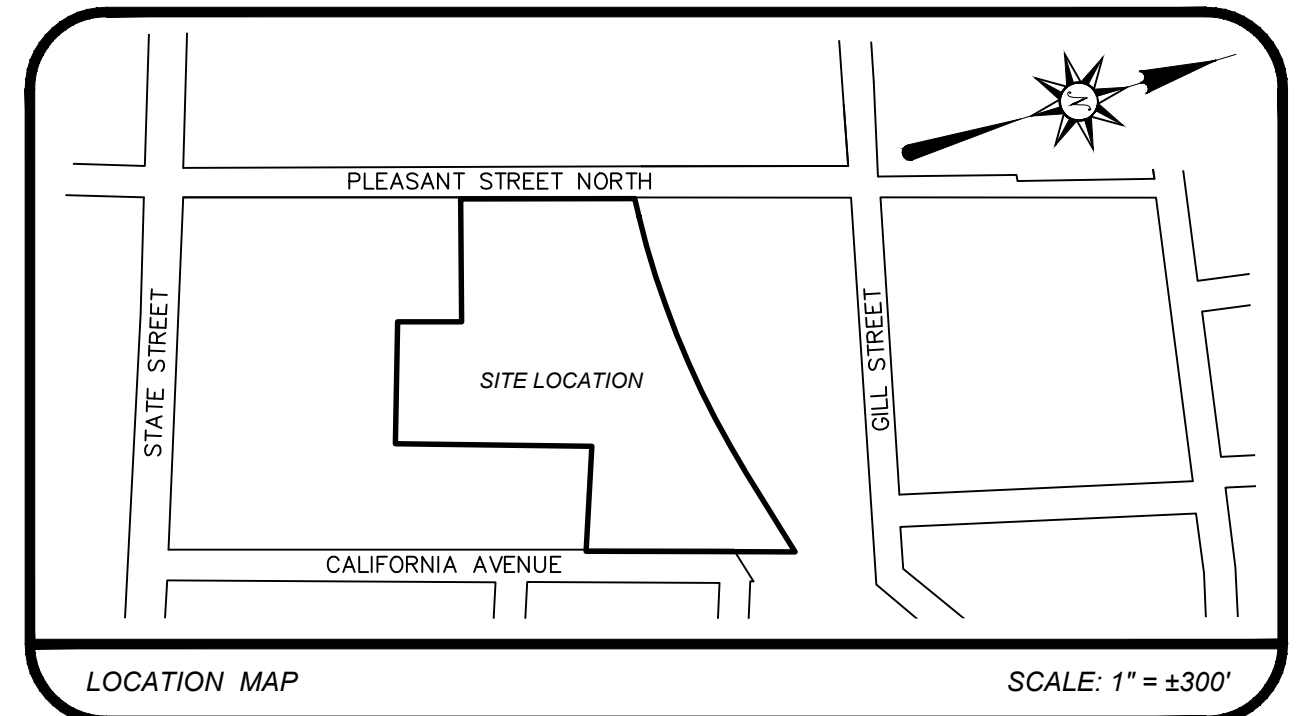 N
PLEASANT STREET NORTH
STATE STREET
GILL STREET
SITE LOCATION
CALIFORNIA AVENUE
LOCATION MAP
SCALE: 1" = ±300'